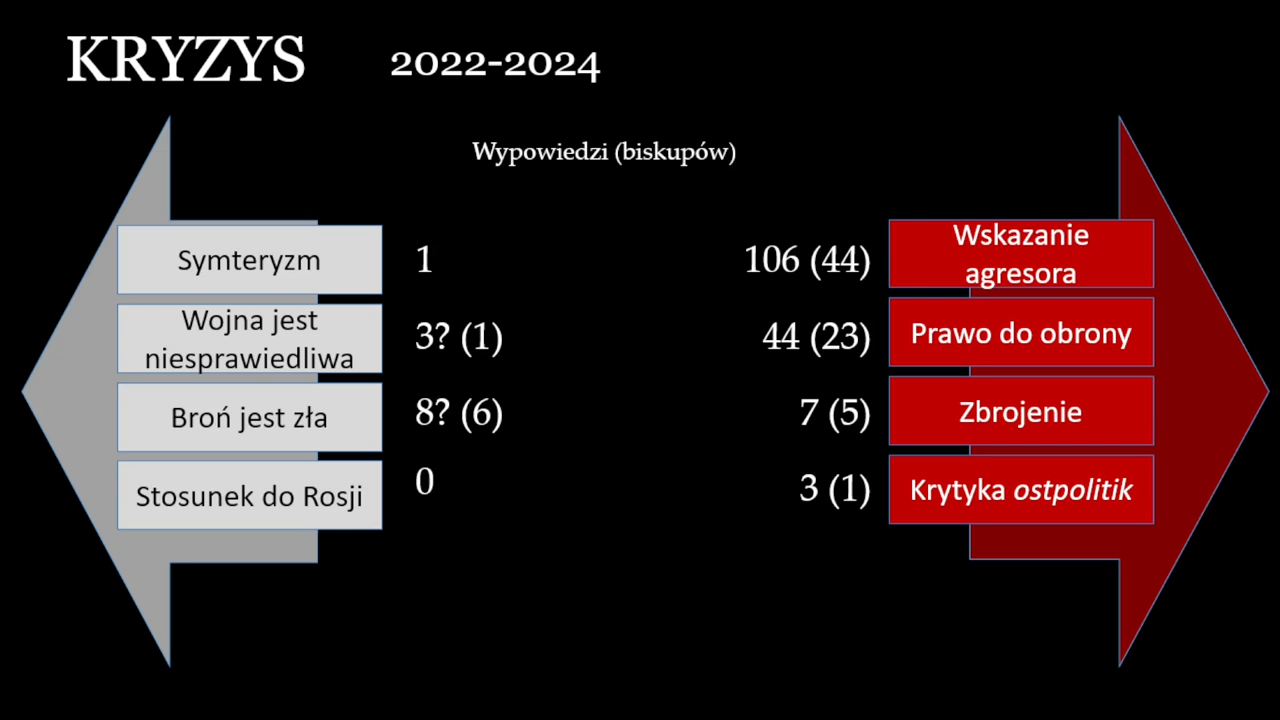 KRYZYS 2022-2024
Wypowiedzi (biskupów)
Symteryzm 1 106 (44) Wskazanie
agresora
Wojna jest
niesprawiedliwa 3? (1) 44 (23) Prawo do obrony
Broń jest zła 8? (6) 7 (5) Zbrojenie
Stosunek do Rosji 0 3 (1) Krytyka ostpolitik